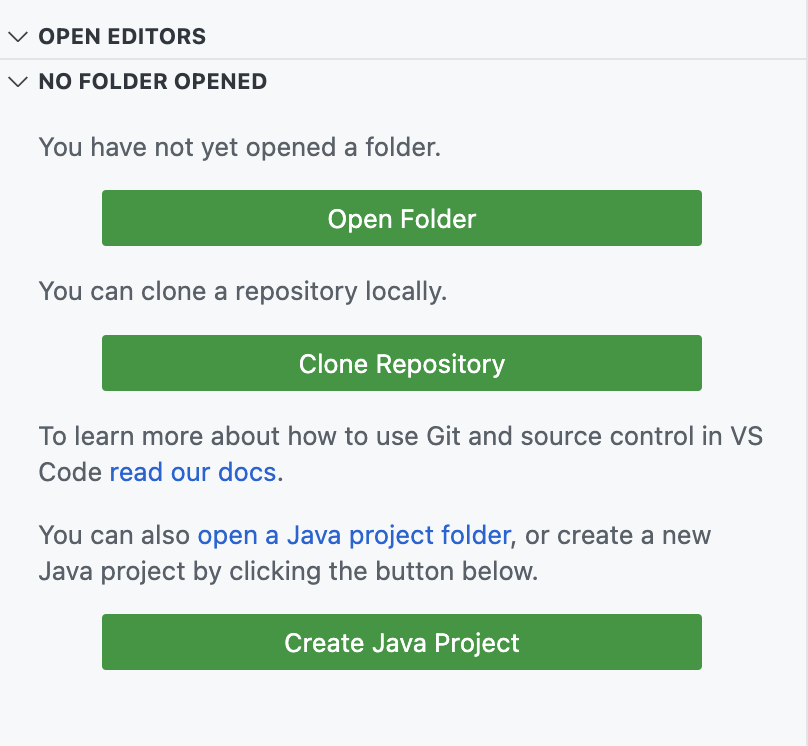 OPEN EDITORS
NO FOLDER OPENED
You have not yet opened a folder.
Open Folder
You can clone a repository locally.
Clone Repository
To learn more about how to use Git and source control in VS
Code read our docs.
You can also open a Java project folder, or create a new
Java project by clicking the button below.
Create Java Project